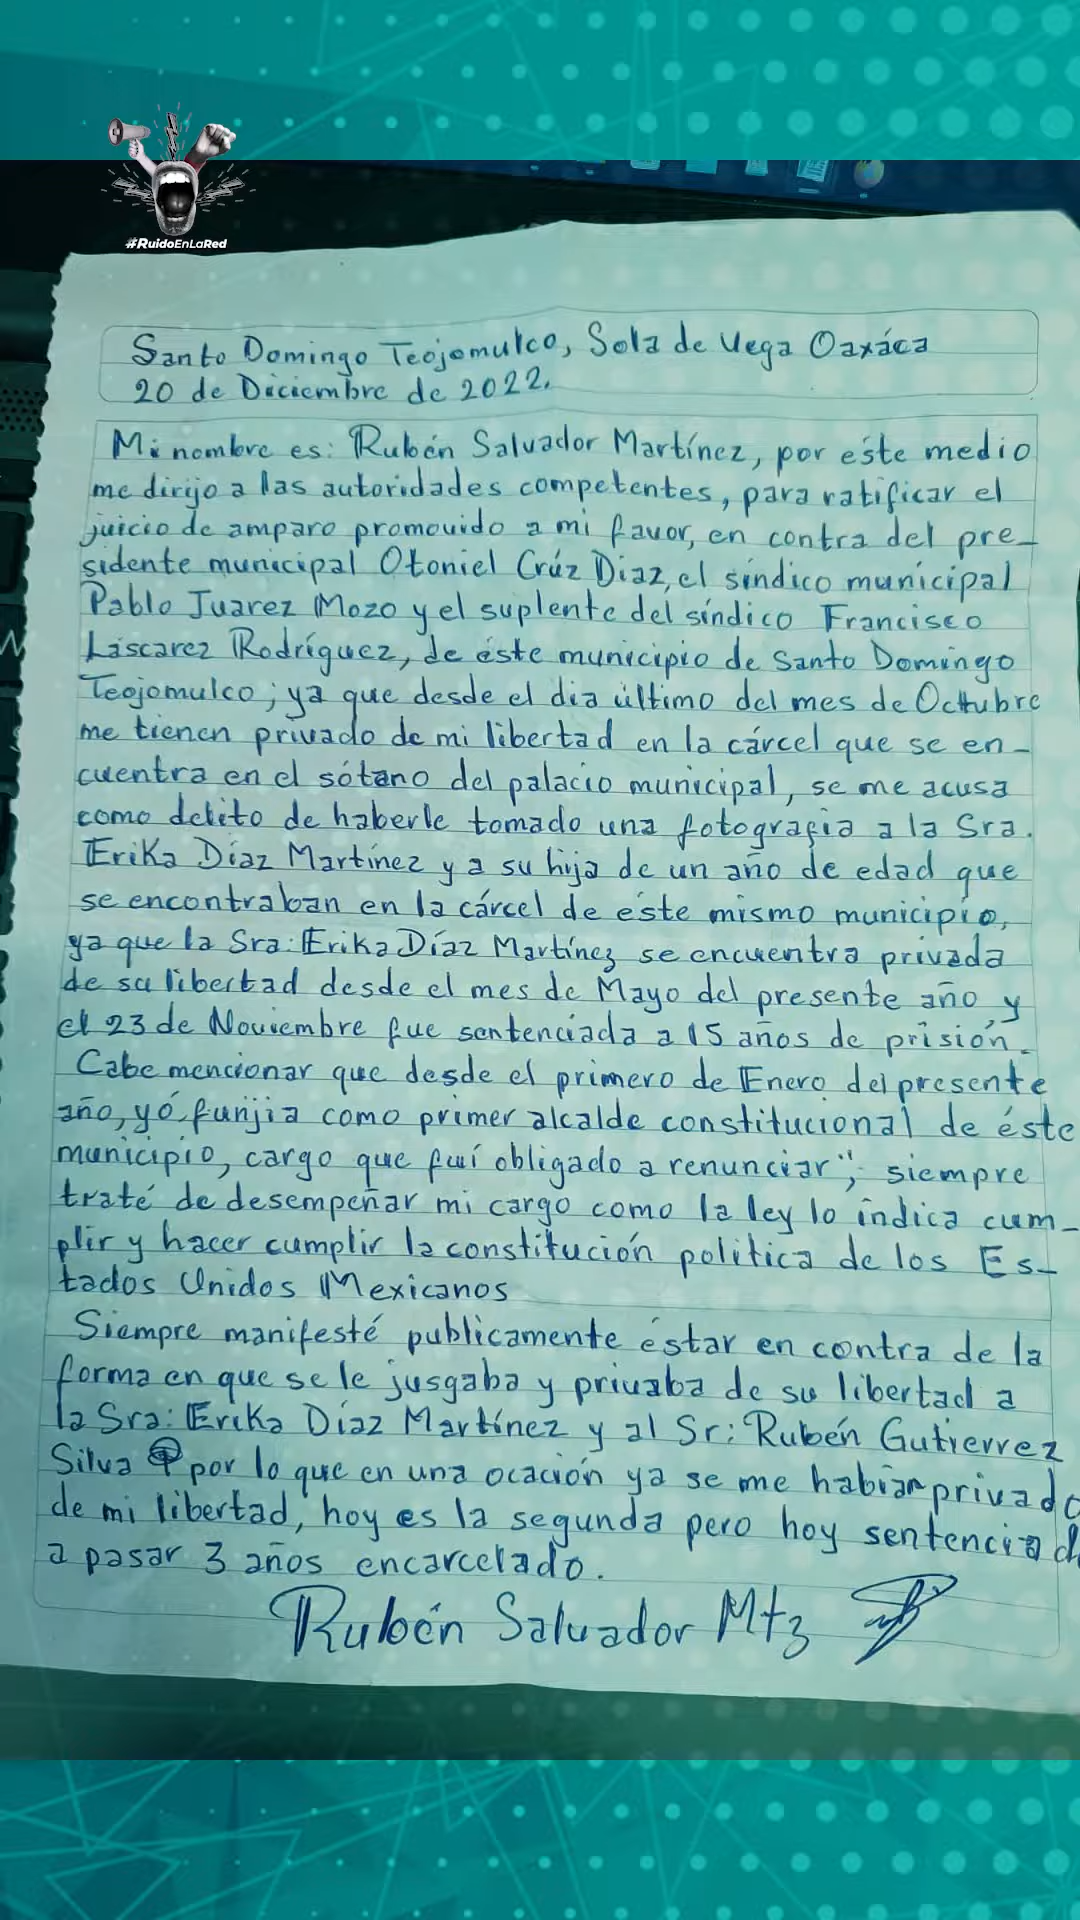 #RuidoEnLaRed
Santo Domingo Teojomulco, Sola de Vega Oaxáca
20 de Diciembre de 2022.
Mi nombre es: Rubén Salvador Martínez, por éste medio
me dirijo a las autoridades competentes, para ratificar el
juicio de amparo promovido a mi favor, en contra del pre-
sidente municipal Otoniel Crúz Díaz, el síndico municipal
Pablo Juarez Mozo y el suplente del síndico Francisco
Láscarez Rodríguez, de éste municipio de Santo Domingo
Teojomulco; ya que desde el día último del mes de Octubre
me tienen privado de mi libertad en la cárcel que se en-
cuentra en el sótano del palacio municipal, se me acusa
como delito de haberle tomado una fotografía a la Sra.
Erika Díaz Martínez y a su hija de un año de edad que
se encontraban en la cárcel de éste mismo municipio,
ya que la Sra: Erika Díaz Martínez se encuentra privada
de su libertad desde el mes de Mayo del presente año, y
el 23 de Noviembre fue sentenciada a 15 años de prisión.
Cabe mencionar que desde el primero de Enero del presente
año, yó funjia como primer alcalde constitucional de éste
municipio, cargo que fuí obligado a renunciar"; siempre
traté de desempeñar mi cargo como la ley lo indica cum-
plir y hacer cumplir la constitución política de los Es-
tados Unidos Mexicanos
Siempre manifesté publicamente éstar en contra de la
forma en que se le jusgaba y privaba de su libertad a
la Sra: Erika Díaz Martínez y al Sr: Rubén Gutierrez
Silva por lo que en una ocación ya se me habían privado
de mi libertad, hoy es la segunda pero hoy
a pasar 3 años encarcelado.
Rubén Salvador Mtz